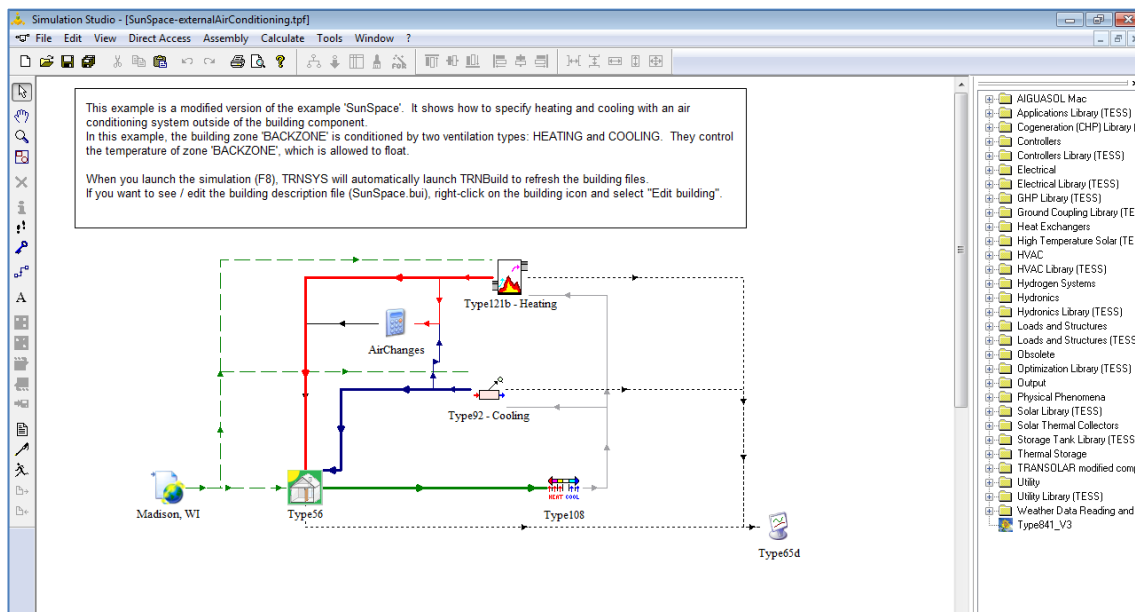 Simulation Studio - [SunSpace-externalAirConditioning.tpf]
File Edit View Direct Access Assembly Calculate Tools Window ?
This example is a modified version of the example 'SunSpace'. It shows how to specify heating and cooling with an air
conditioning system outside of the building component.
In this example, the building zone 'BACKZONE' is conditioned by two ventilation types: HEATING and COOLING. They control
the temperature of zone 'BACKZONE', which is allowed to float.
When you launch the simulation (F8), TRNSYS will automatically launch TRNBuild to refresh the building files.
If you want to see / edit the building description file (SunSpace.bui), right-click on the building icon and select "Edit building".
Type121b - Heating
AirChanges
Type92 - Cooling
HEAT COOL
Madison, WI
Type56
Type108
Type65d
AIGUASOL Mac
Applications Library (TESS)
Cogeneration (CHP) Library (
Controllers
Controllers Library (TESS)
Electrical
Electrical Library (TESS)
GHP Library (TESS)
Ground Coupling Library (TE
Heat Exchangers
High Temperature Solar (TE
HVAC
HVAC Library (TESS)
Hydrogen Systems
Hydronics
Hydronics Library (TESS)
Loads and Structures
Loads and Structures (TESS
Obsolete
Optimization Library (TESS)
Output
Physical Phenomena
Solar Library (TESS)
Solar Thermal Collectors
Storage Tank Library (TESS)
Thermal Storage
TRANSOLAR modified comp
Utility
Utility Library (TESS)
Weather Data Reading and
Type841_V3